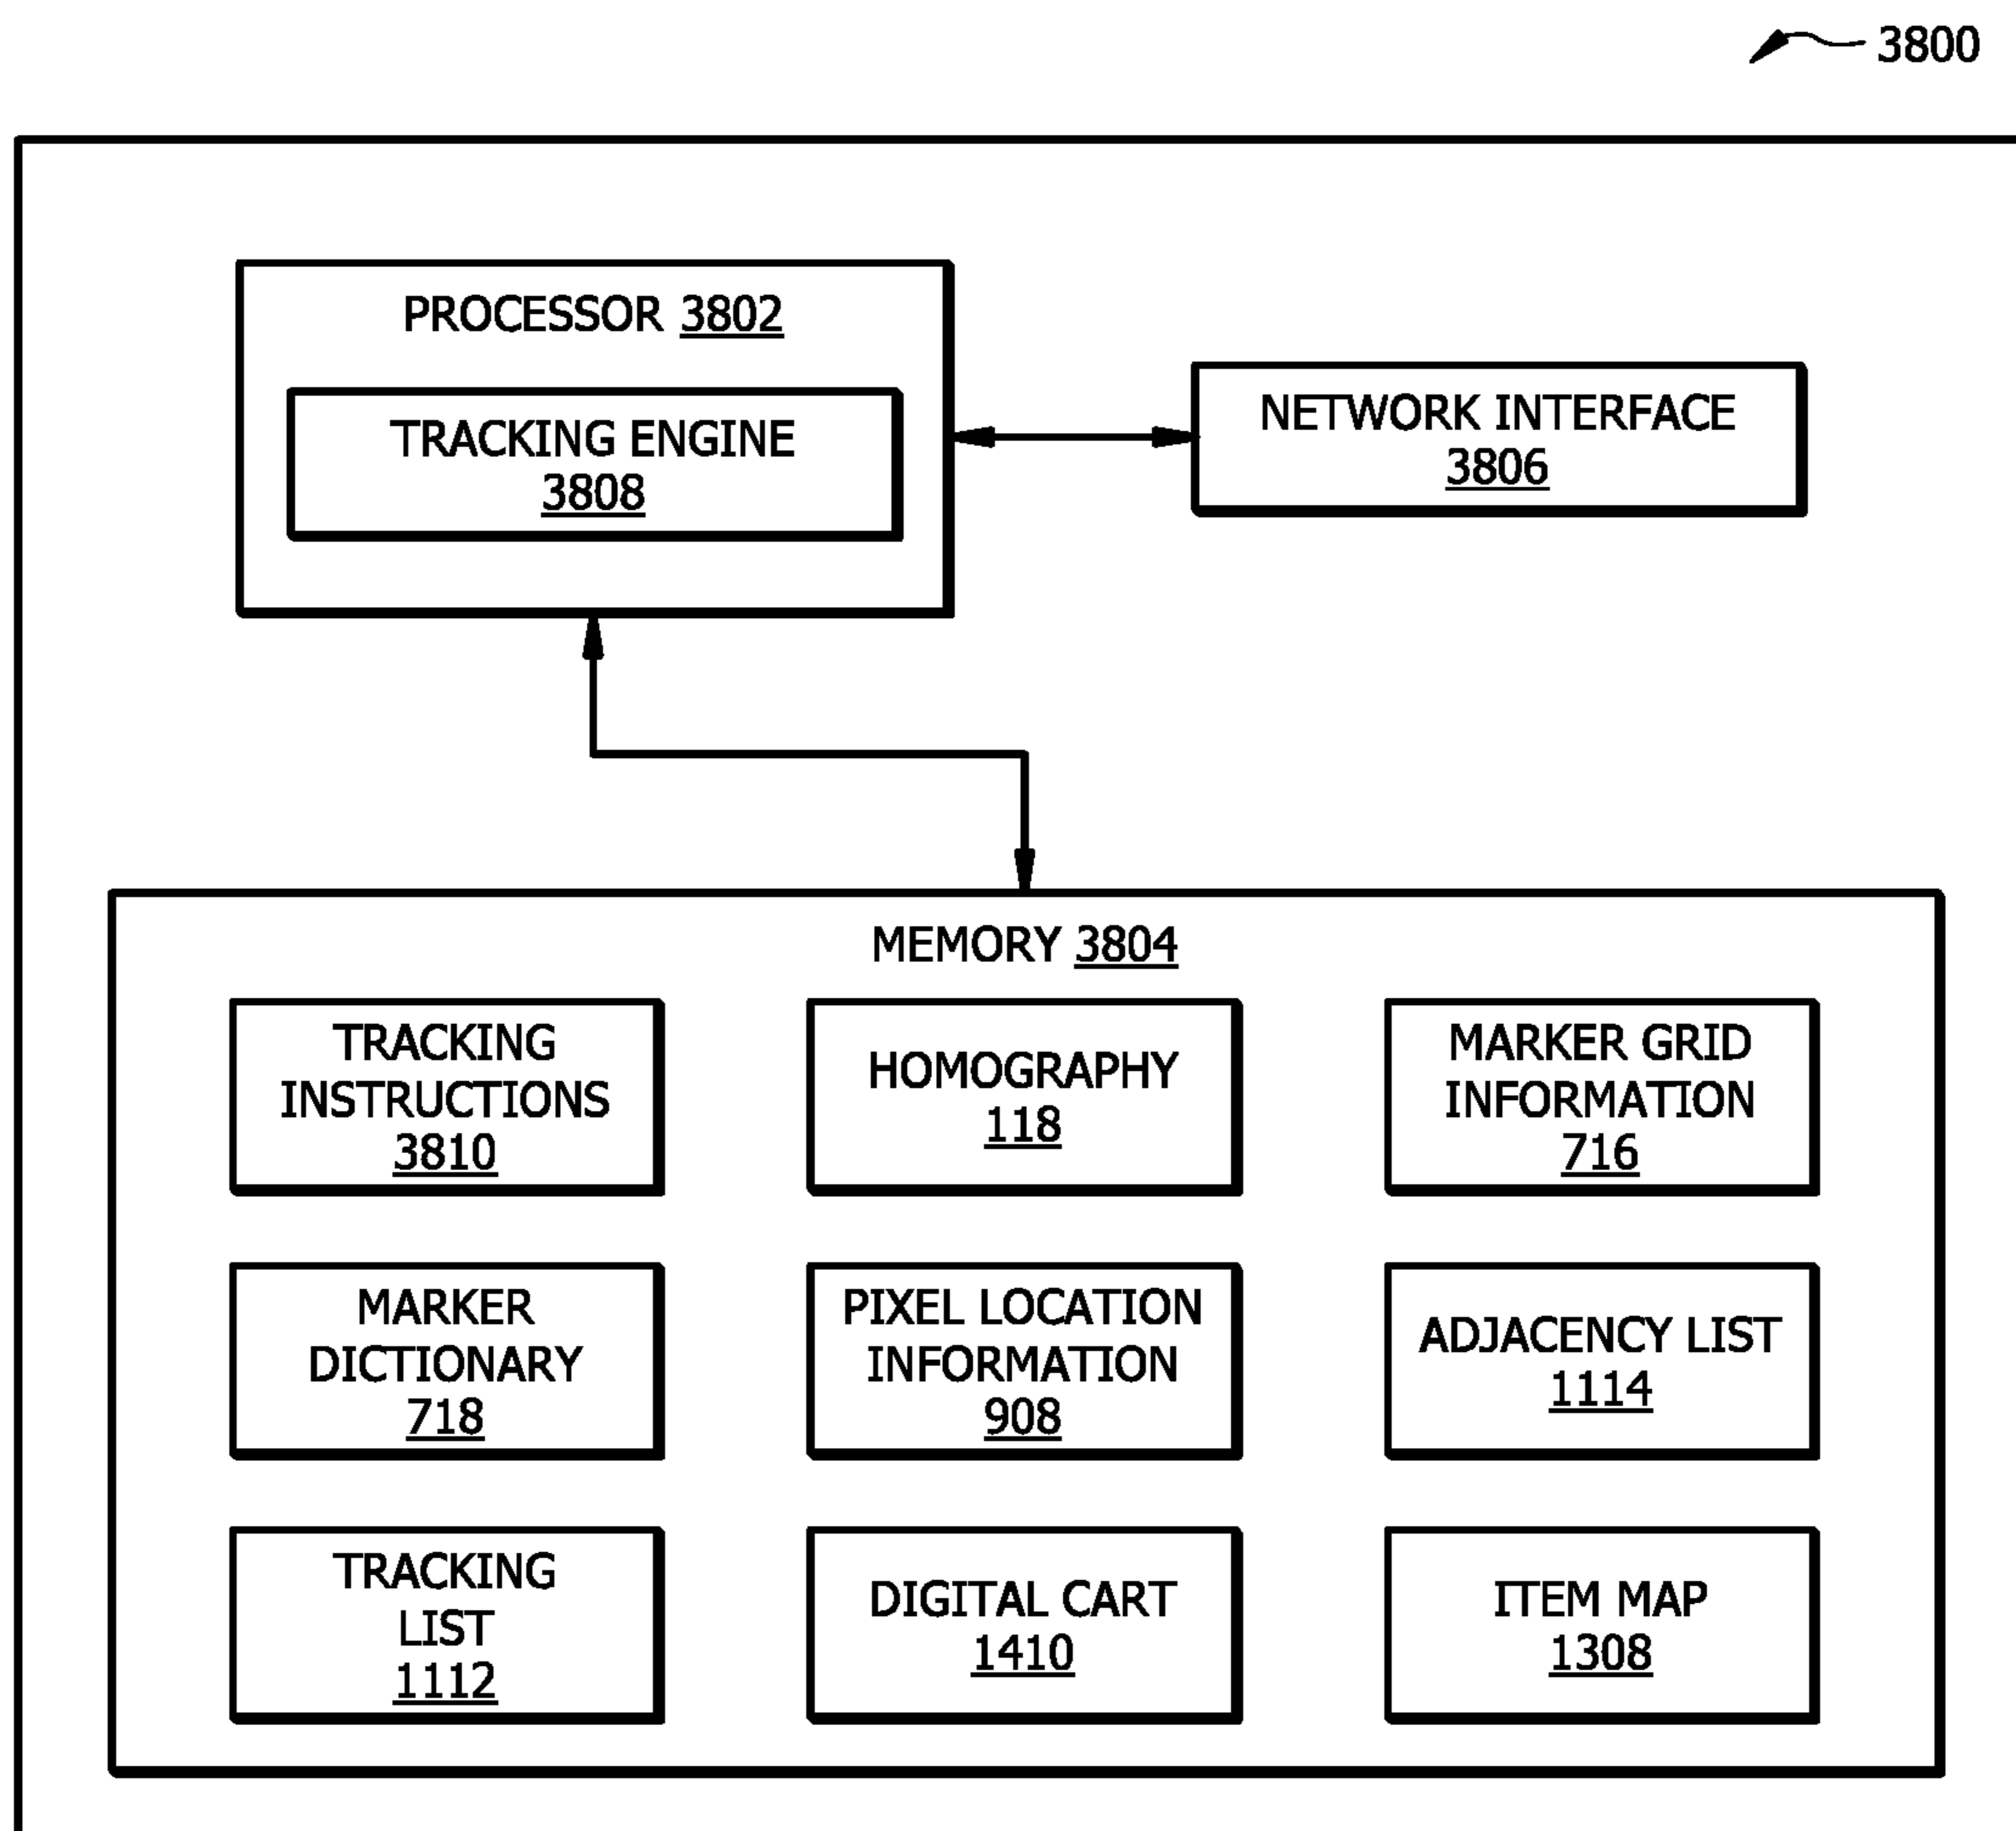 3800
PROCESSOR 3802
TRACKING ENGINE
3808
NETWORK INTERFACE
3806
MEMORY 3804
TRACKING
INSTRUCTIONS
3810
HOMOGRAPHY
118
MARKER GRID
INFORMATION
716
MARKER
DICTIONARY
718
PIXEL LOCATION
INFORMATION
908
ADJACENCY LIST
1114
TRACKING
LIST
1112
DIGITAL CART
1410
ITEM MAP
1308